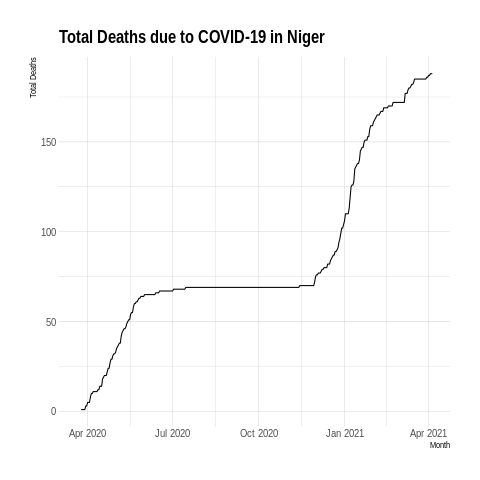 Total Deaths due to COVID-19 in Niger
Total Deaths
150
100
50
0
Apr 2020 Jul 2020 Oct 2020 Jan 2021 Apr 2021
Month